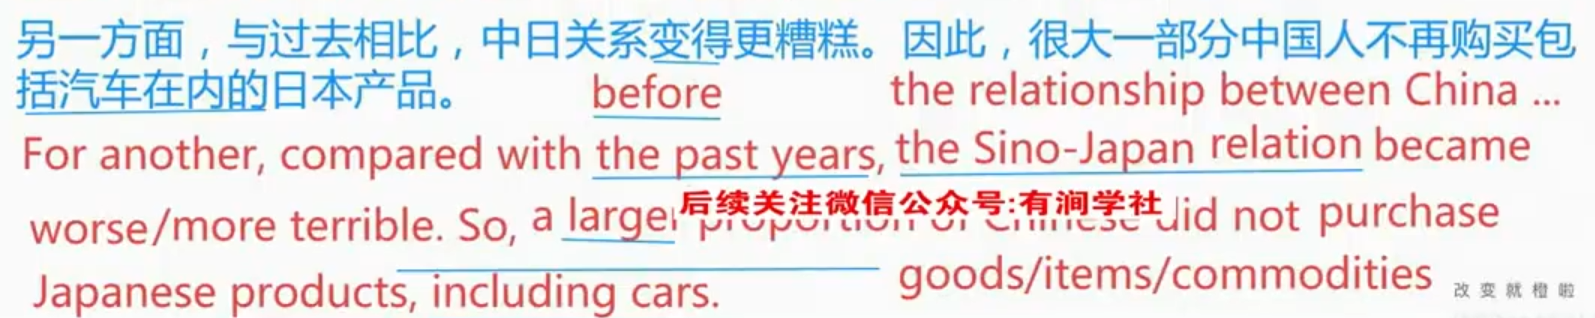 另一方面，与过去相比，中日关系变得更糟糕。因此，很大一部分中国人不再购买包
括汽车在内的日本产品。
before
the relationship between China ...
For another, compared with the past years, the Sino-Japan relation became
worse/more terrible. So, a larger proportion of Chinese did not purchase
后续关注微信公众号:有涧学社
Japanese products, including cars.
goods/items/commodities
改变就橙啦